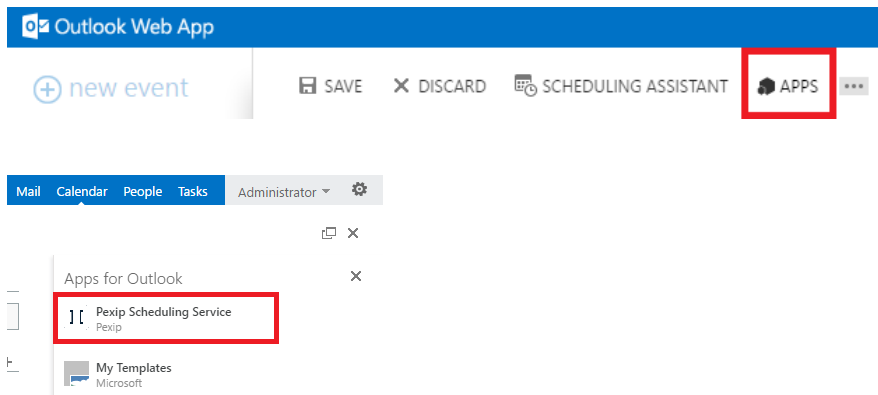 Outlook Web App
new event SAVE DISCARD SCHEDULING ASSISTANT APPS
Mail Calendar People Tasks Administrator
Apps for Outlook
Pexip Scheduling Service
Pexip
My Templates
Microsoft